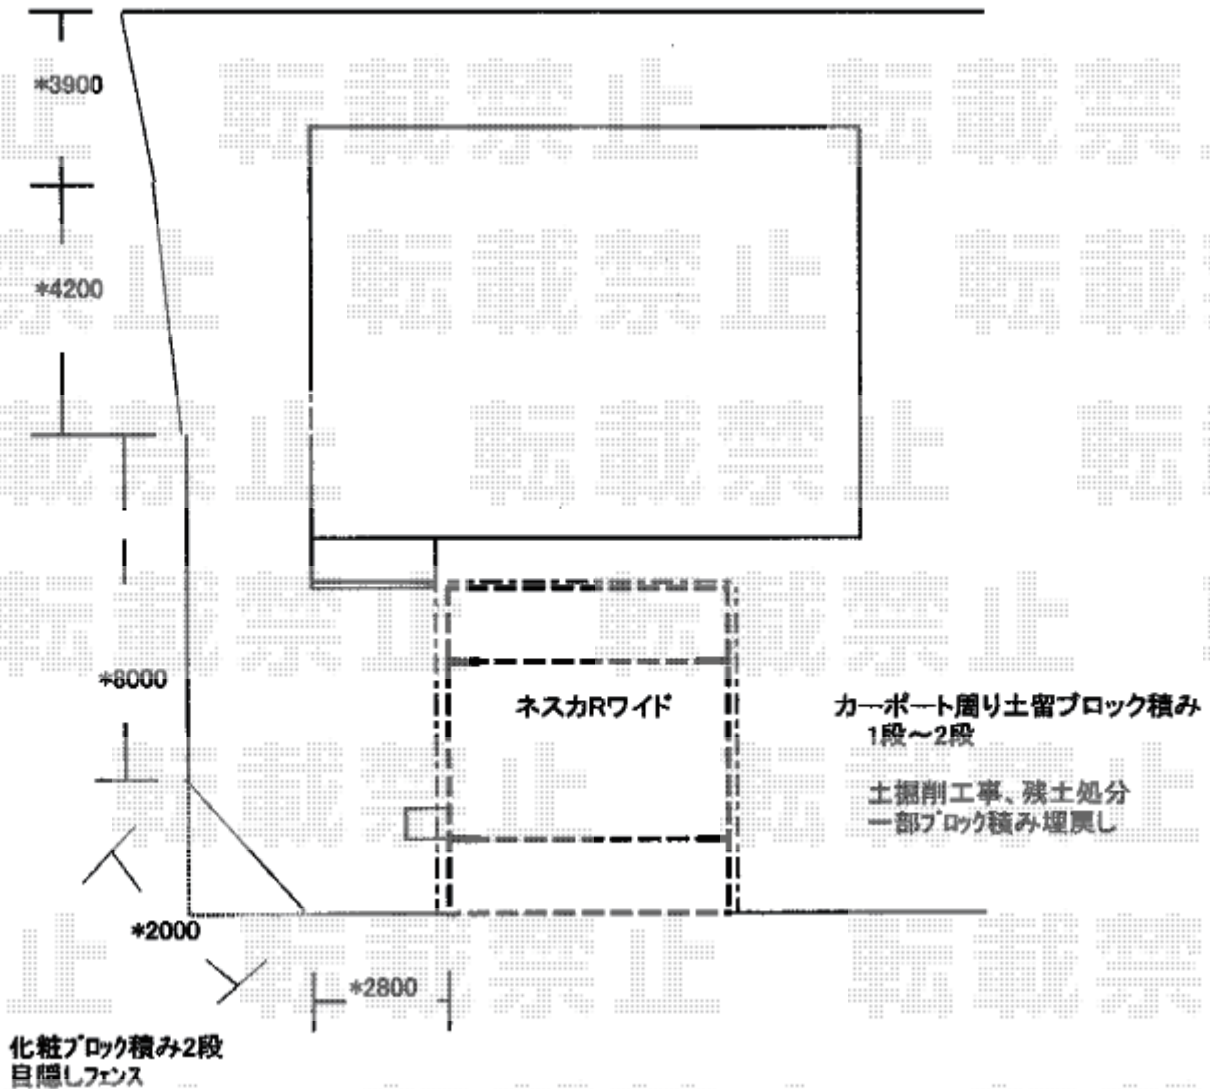 *3900
*4200
*8000
ネスカRワイド
カーポート周り土留ブロック積み
1段～2段
土掘削工事、残土処分
一部ブロック積み埋戻し
*2000
*2800
化粧ブロック積み2段
目隠しフェンス
転載禁止